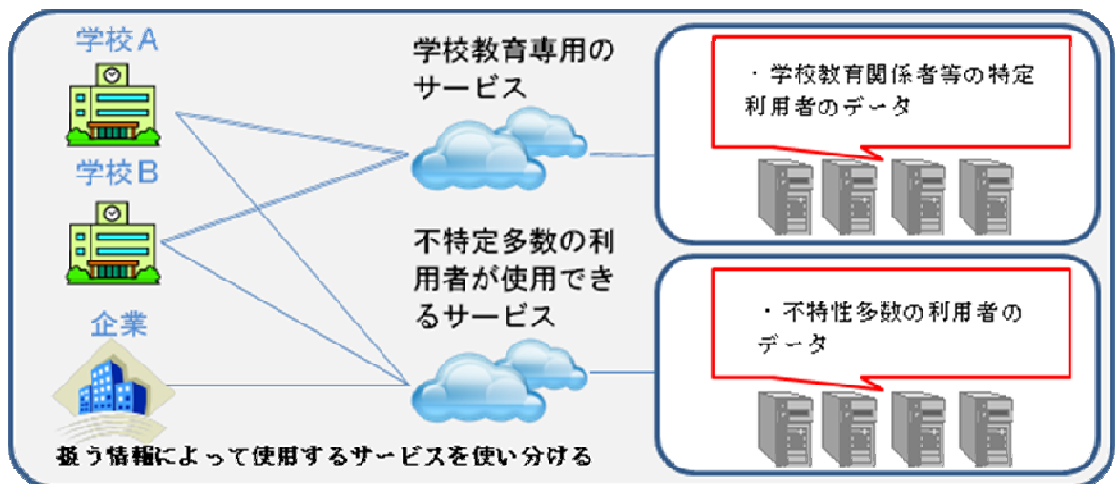 学校A
学校B
企業
学校教育専用の
サービス
不特定多数の利
用者が使用でき
るサービス
・学校教育関係者等の特定
利用者のデータ
・不特性多数の利用者の
データ
扱う情報によって使用するサービスを使い分ける